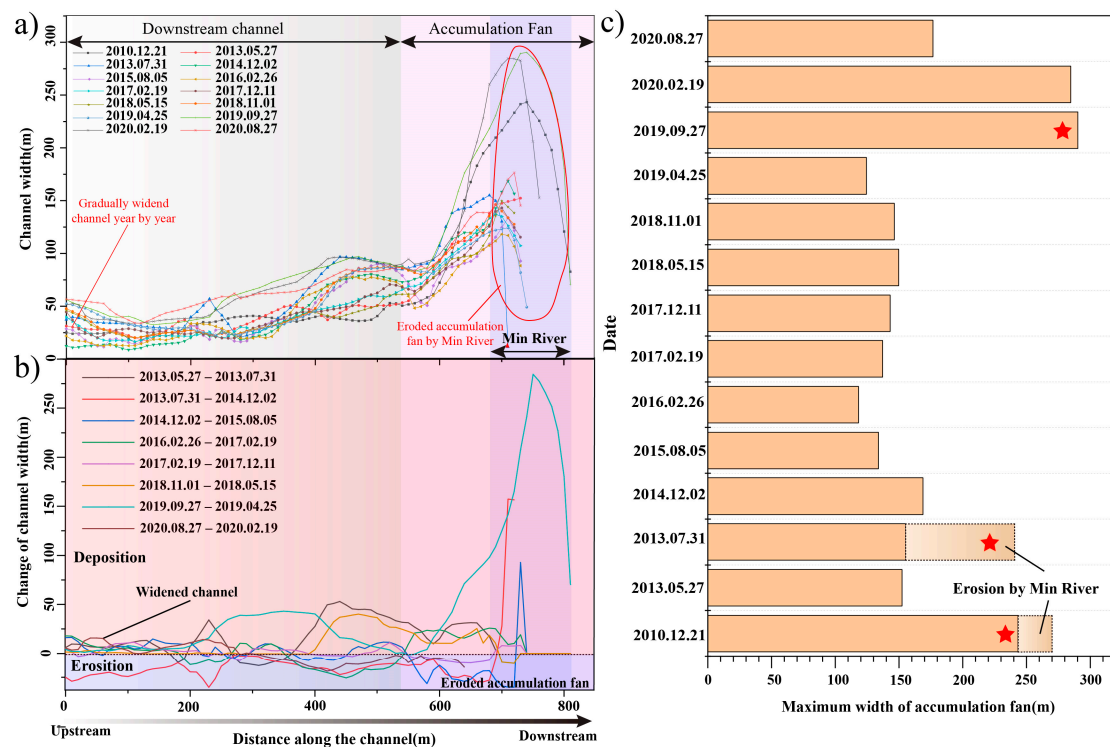 a)
Downstream channel
Accumulation Fan
300
250
200
150
100
50
0
Channel width(m)
2010.12.21
2013.05.27
2013.07.31
2014.12.02
2015.08.05
2016.02.26
2017.02.19
2017.12.11
2018.05.15
2018.11.01
2019.04.25
2019.09.27
2020.02.19
2020.08.27
Gradually widend
channel year by year
Eroded accumulation
fan by Min River
Min River
b)
250
200
150
100
50
0
Change of channel width(m)
2013.05.27 – 2013.07.31
2013.07.31 – 2014.12.02
2014.12.02 – 2015.08.05
2016.02.26 – 2017.02.19
2017.02.19 – 2017.12.11
2018.11.01 – 2018.05.15
2019.09.27 – 2019.04.25
2020.08.27 – 2020.02.19
Deposition
Widened channel
Erosition
Eroded accumulation fan
0 200 400 600 800
Upstream
Distance along the channel(m)
Downstream
c)
Date
2020.08.27
2020.02.19
2019.09.27
2019.04.25
2018.11.01
2018.05.15
2017.12.11
2017.02.19
2016.02.26
2015.08.05
2014.12.02
2013.07.31
2013.05.27
2010.12.21
Erosion by
Min River
0 50 100 150 200 250 300
Maximum width of accumulation fan(m)